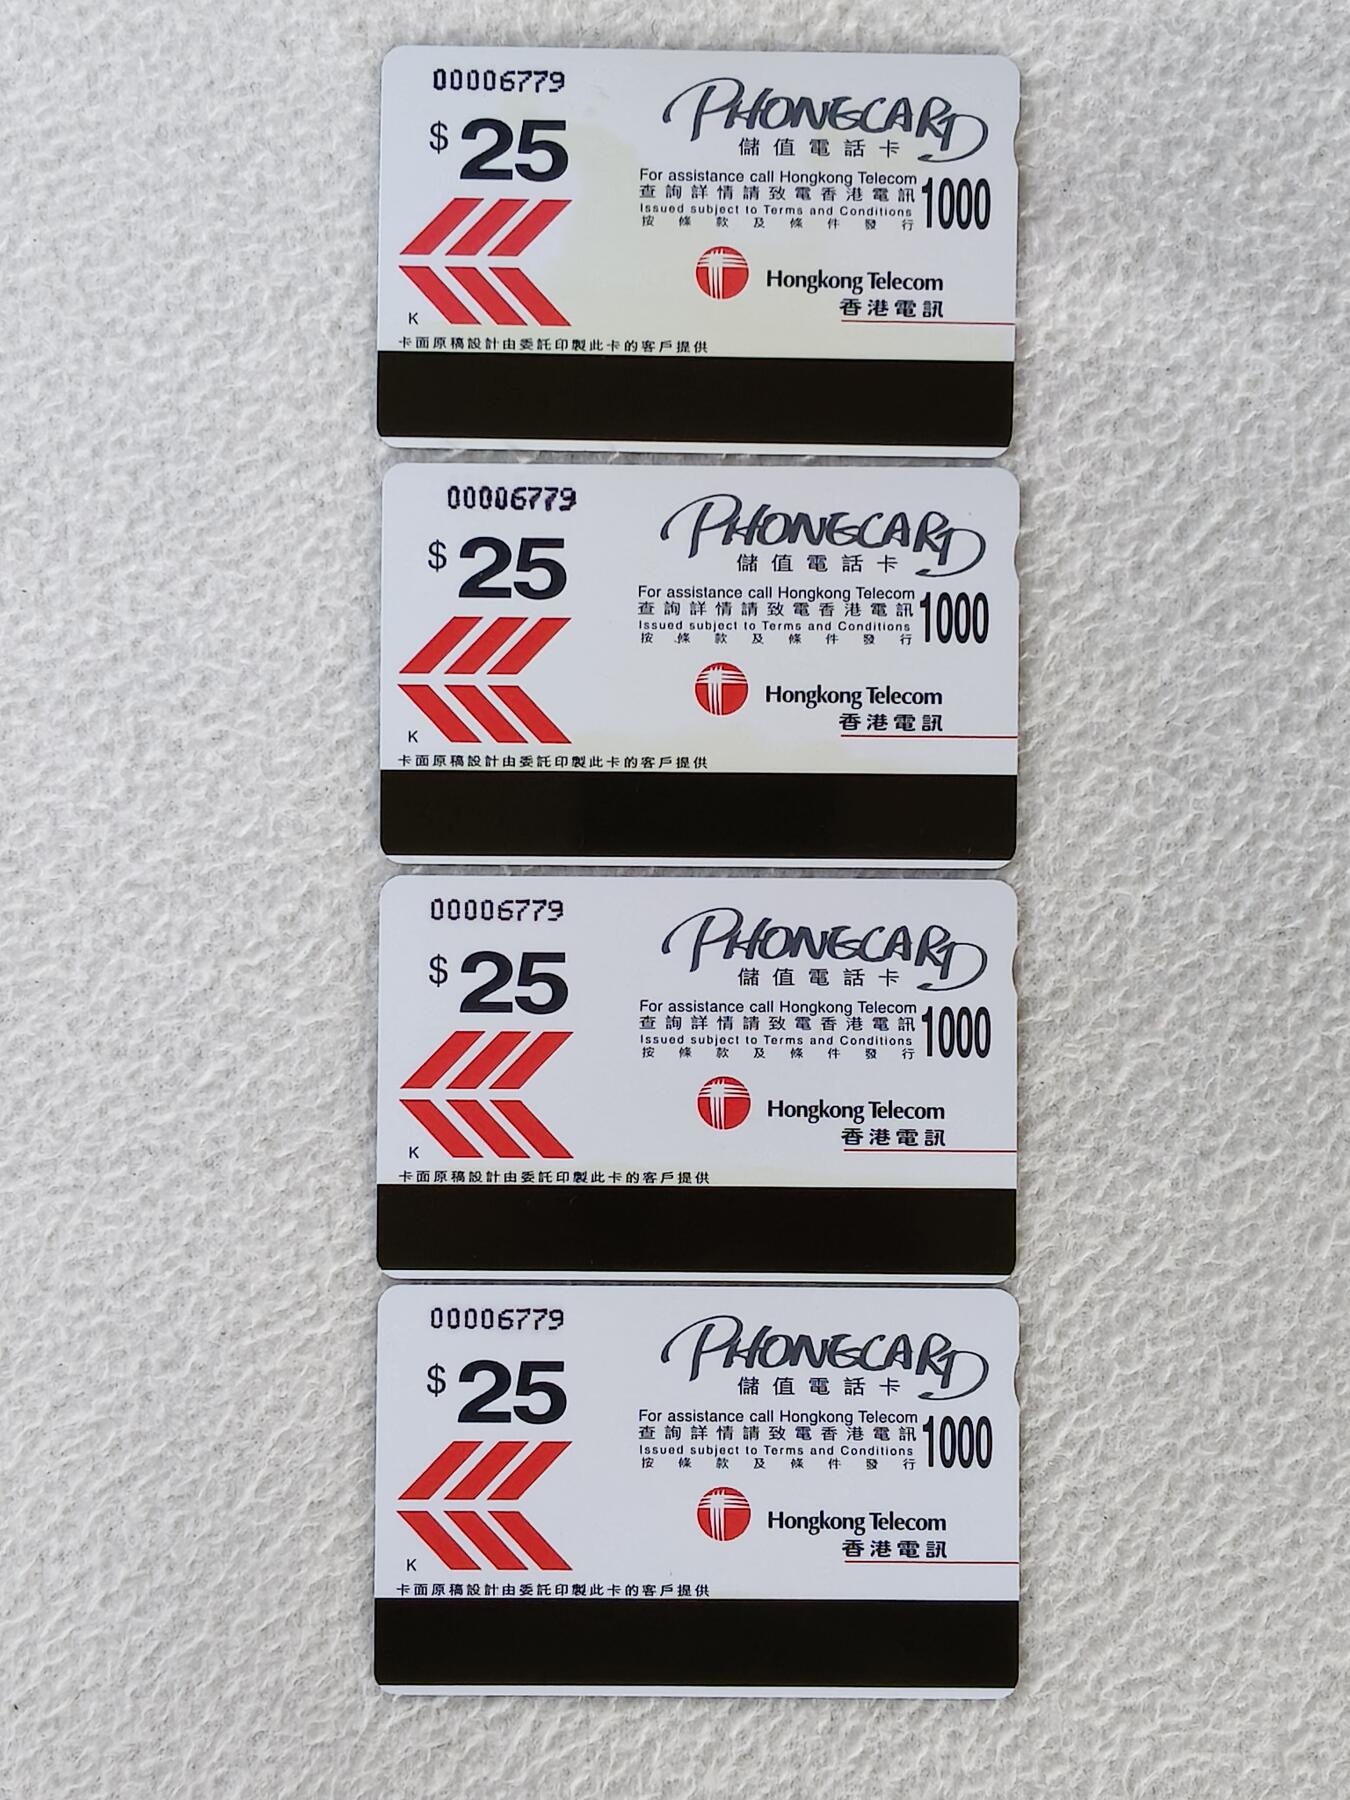 00006779
$25
PHONECARD
儲值電話卡
For assistance call Hongkong Telecom
查詢詳情請致電香港電訊
1000
Issued subject to Terms and Conditions
按條款及條件發行
Hongkong Telecom
香港電訊
K
卡面原稿設計由委託印製此卡的客戶提供
00006779
$25
PHONECARD
儲值電話卡
For assistance call Hongkong Telecom
查詢詳情請致電香港電訊
1000
Issued subject to Terms and Conditions
按條款及條件發行
Hongkong Telecom
香港電訊
K
卡面原稿設計由委託印製此卡的客戶提供
00006779
$25
PHONECARD
儲值電話卡
For assistance call Hongkong Telecom
查詢詳情請致電香港電訊
1000
Issued subject to Terms and Conditions
按條款及條件發行
Hongkong Telecom
香港電訊
K
卡面原稿設計由委託印製此卡的客戶提供
00006779
$25
PHONECARD
儲值電話卡
For assistance call Hongkong Telecom
查詢詳情請致電香港電訊
1000
Issued subject to Terms and Conditions
按條款及條件發行
Hongkong Telecom
香港電訊
K
卡面原稿設計由委託印製此卡的客戶提供